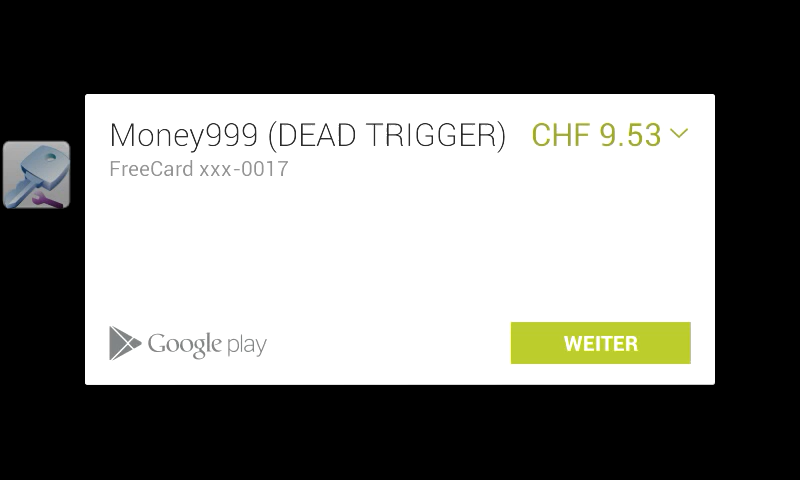 Money999 (DEAD TRIGGER) CHF 9.53
FreeCard xxx-0017
Google play
WEITER